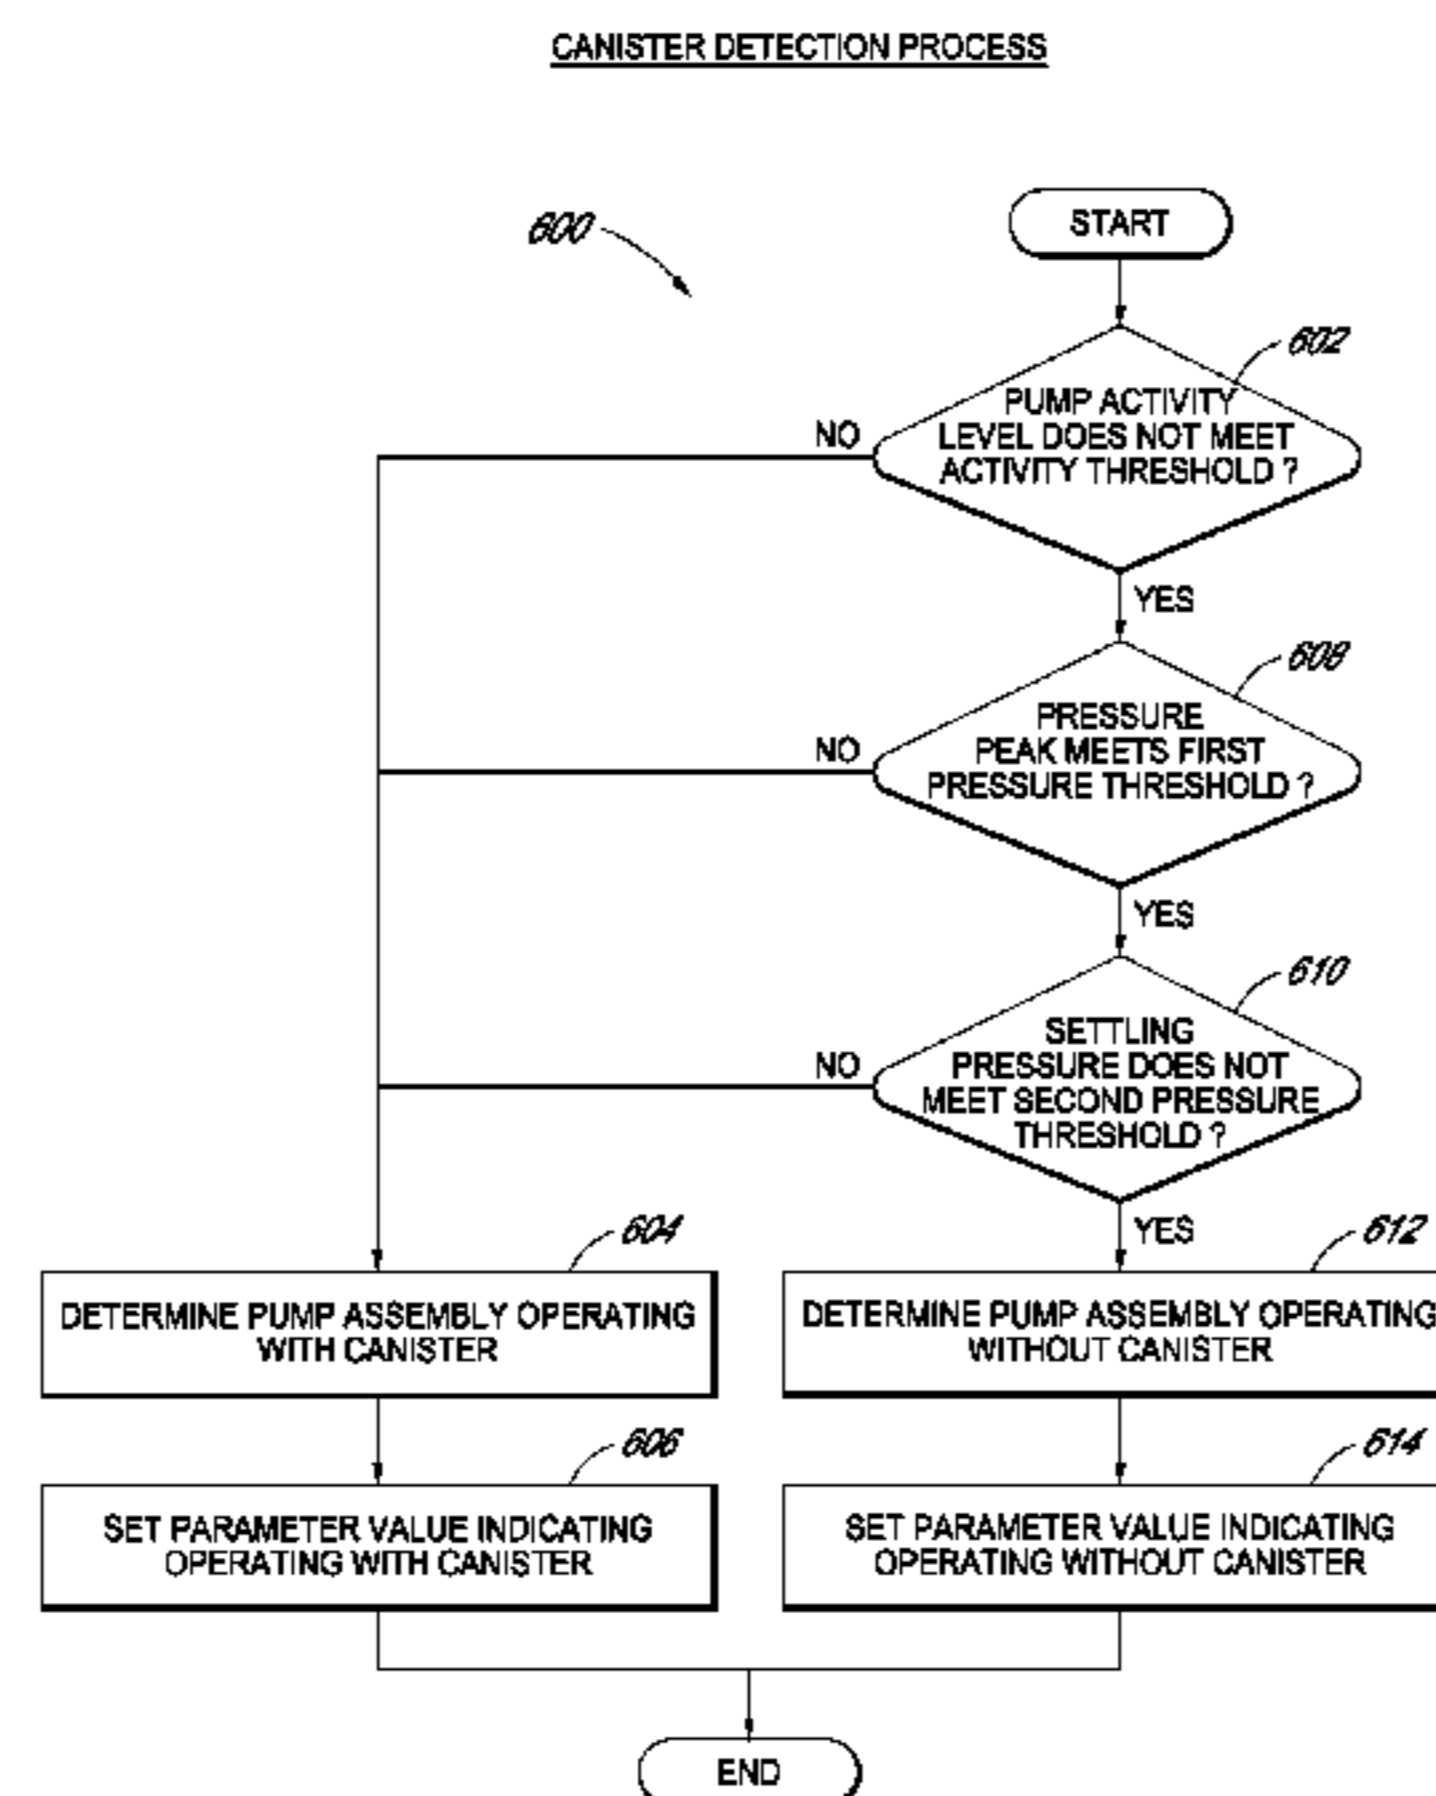 CANISTER DETECTION PROCESS
600
START
602
PUMP ACTIVITY
LEVEL DOES NOT MEET
ACTIVITY THRESHOLD ?
NO
YES
608
PRESSURE
PEAK MEETS FIRST
PRESSURE THRESHOLD ?
NO
YES
610
SETTLING
PRESSURE DOES NOT
MEET SECOND PRESSURE
THRESHOLD ?
NO
YES
604
DETERMINE PUMP ASSEMBLY OPERATING
WITH CANISTER
612
DETERMINE PUMP ASSEMBLY OPERATING
WITHOUT CANISTER
606
SET PARAMETER VALUE INDICATING
OPERATING WITH CANISTER
614
SET PARAMETER VALUE INDICATING
OPERATING WITHOUT CANISTER
END